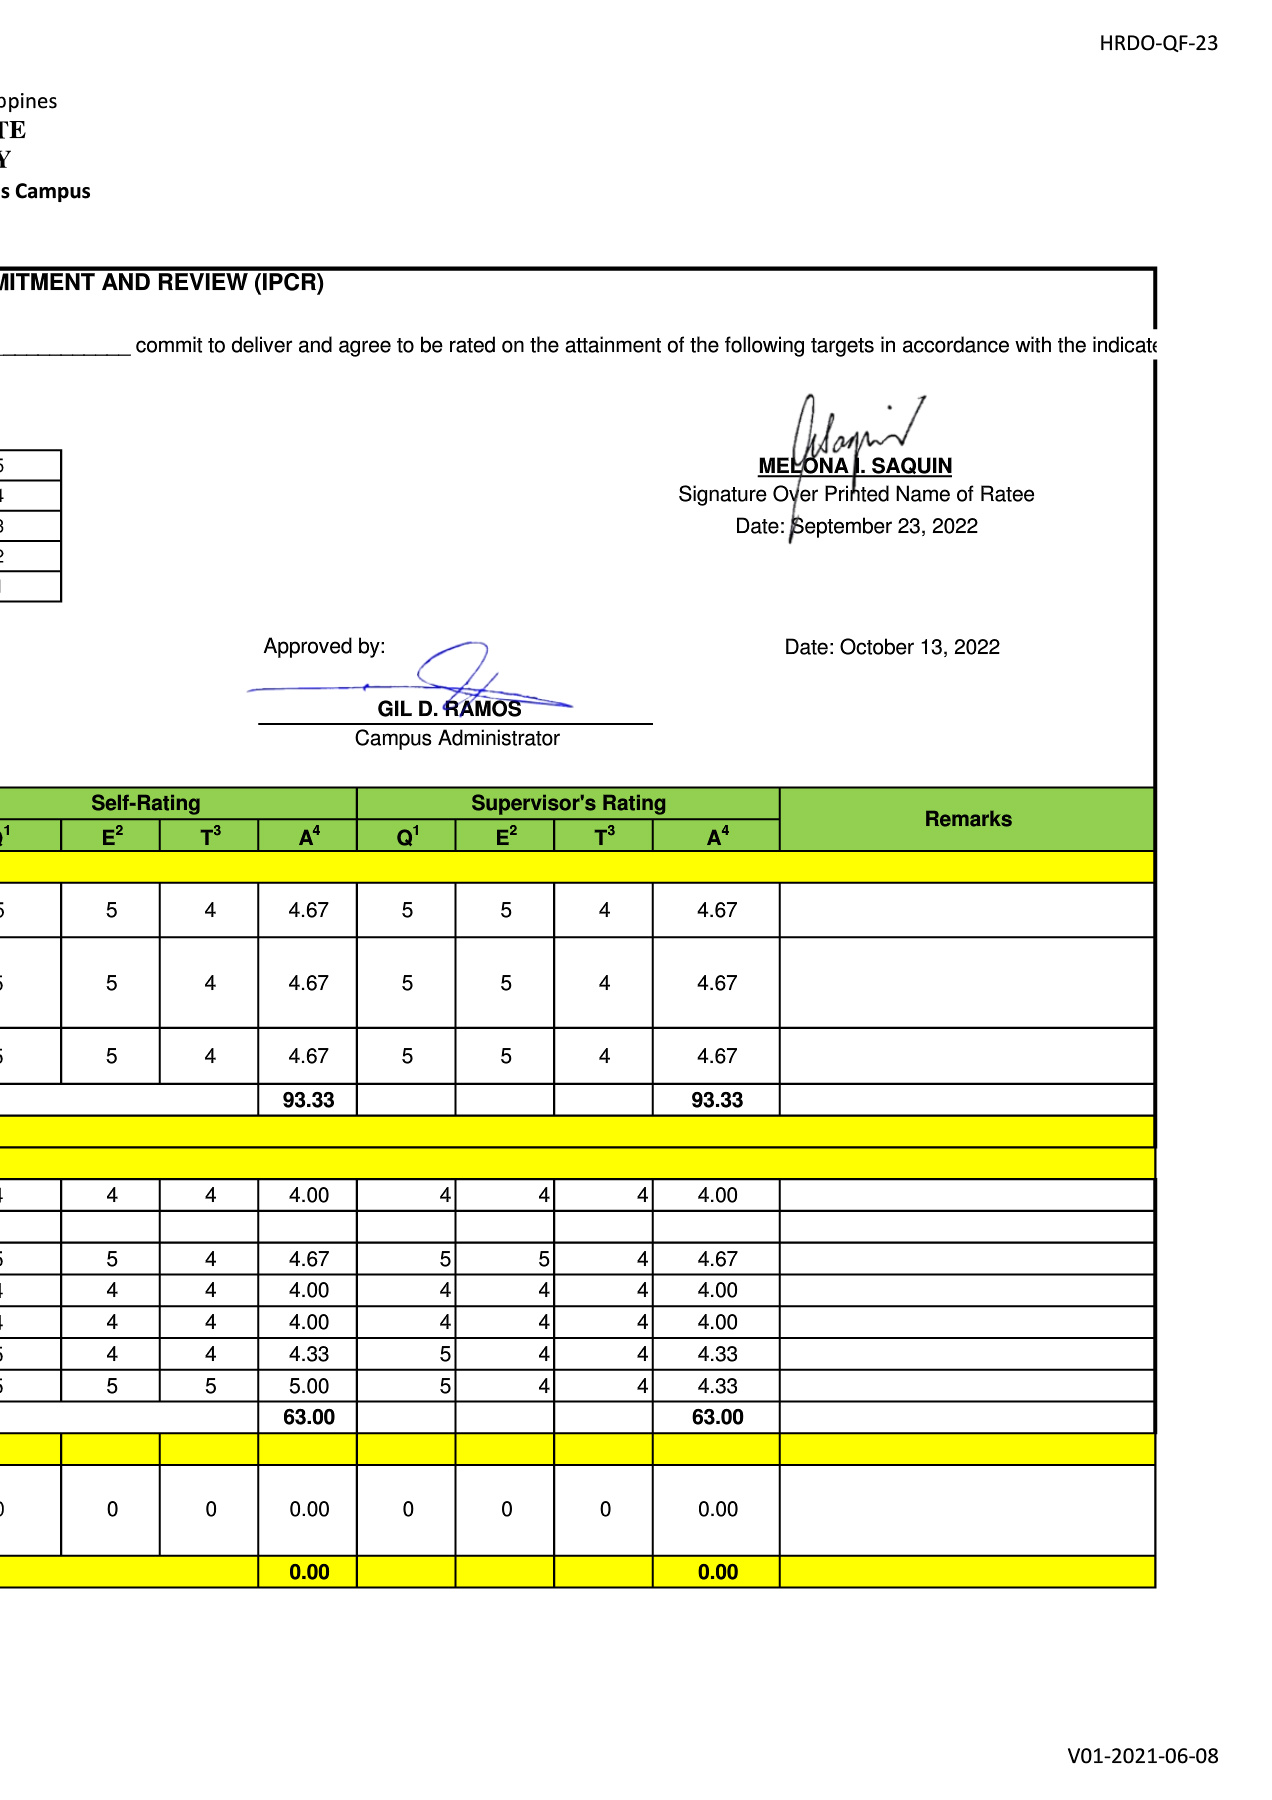 HRDO-QF-23
ppines
TE
Y
s Campus
MITMENT AND REVIEW (IPCR)
____________ commit to deliver and agree to be rated on the attainment of the following targets in accordance with the indicate
5
4
3
2
1
MELONA I. SAQUIN
Signature Over Printed Name of Ratee
Date: September 23, 2022
Approved by:
Date: October 13, 2022
GIL D. RAMOS
Campus Administrator
Self-Rating Supervisor's Rating Remarks
Q1 E2 T3 A4 Q1 E2 T3 A4
5 5 4 4.67 5 5 4 4.67
5 5 4 4.67 5 5 4 4.67
5 5 4 4.67 5 5 4 4.67
93.33 93.33
4 4 4 4.00 4 4 4 4.00
5 5 4 4.67 5 5 4 4.67
4 4 4 4.00 4 4 4 4.00
4 4 4 4.00 4 4 4 4.00
5 4 4 4.33 5 4 4 4.33
5 5 5 5.00 5 4 4 4.33
63.00 63.00
0 0 0 0.00 0 0 0 0.00
0.00 0.00
V01-2021-06-08